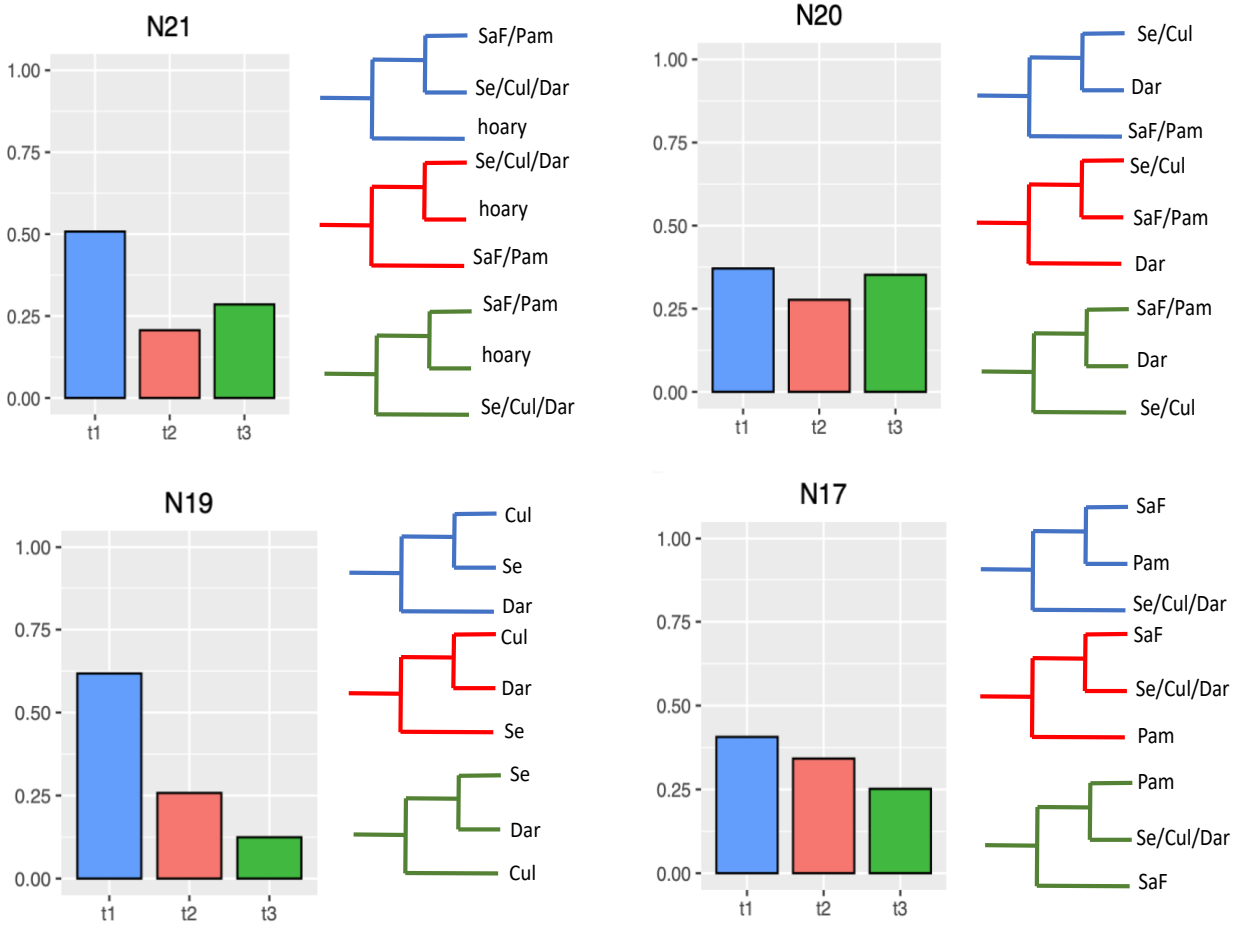 N21
1.00
0.75
0.50
0.25
0.00
t1 t2 t3
SaF/Pam
Se/Cul/Dar
hoary
Se/Cul/Dar
hoary
SaF/Pam
SaF/Pam
hoary
Se/Cul/Dar
N20
1.00
0.75
0.50
0.25
0.00
t1 t2 t3
Se/Cul
Dar
SaF/Pam
Se/Cul
SaF/Pam
Dar
SaF/Pam
Dar
Se/Cul
N19
1.00
0.75
0.50
0.25
0.00
t1 t2 t3
Cul
Se
Dar
Cul
Dar
Se
Se
Dar
Cul
N17
1.00
0.75
0.50
0.25
0.00
t1 t2 t3
SaF
Pam
Se/Cul/Dar
SaF
Se/Cul/Dar
Pam
Pam
Se/Cul/Dar
SaF